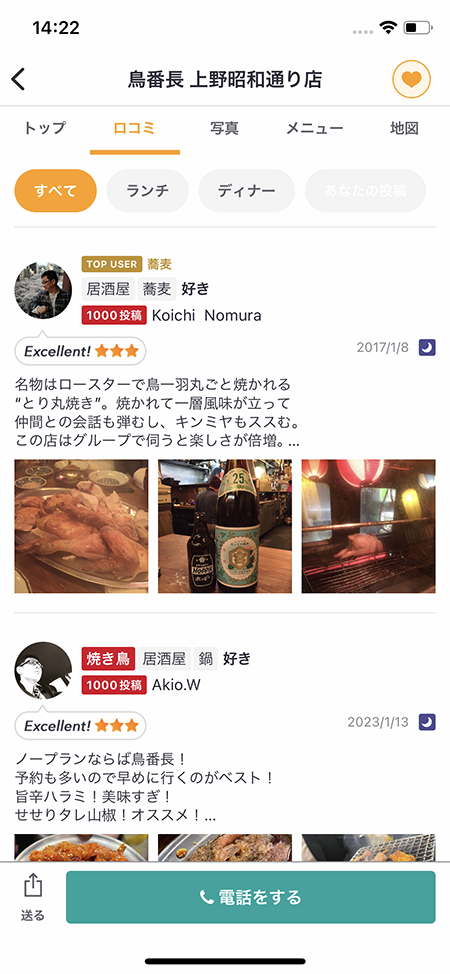 14:22
鳥番長 上野昭和通り店
トップ 口コミ 写真 メニュー 地図
すべて ランチ ディナー あなたの投稿
TOP USER 蕎麦
居酒屋 蕎麦 好き
1000投稿 Koichi Nomura
Excellent! 2017/1/8
名物はロースターで鳥一羽丸ごと焼かれる
“とり丸焼き”。焼かれて一層風味が立って
仲間との会話も弾むし、キンミヤもススむ。
この店はグループで伺うと楽しさが倍増。...
25
HOPPY
ホッピー
焼き鳥 居酒屋 鍋 好き
1000投稿 Akio.W
Excellent! 2023/1/13
ノープランならば鳥番長！
予約も多いので早めに行くのがベスト！
旨辛ハラミ！美味すぎ！
せせりタレ山椒！オススメ！...
送る
電話をする